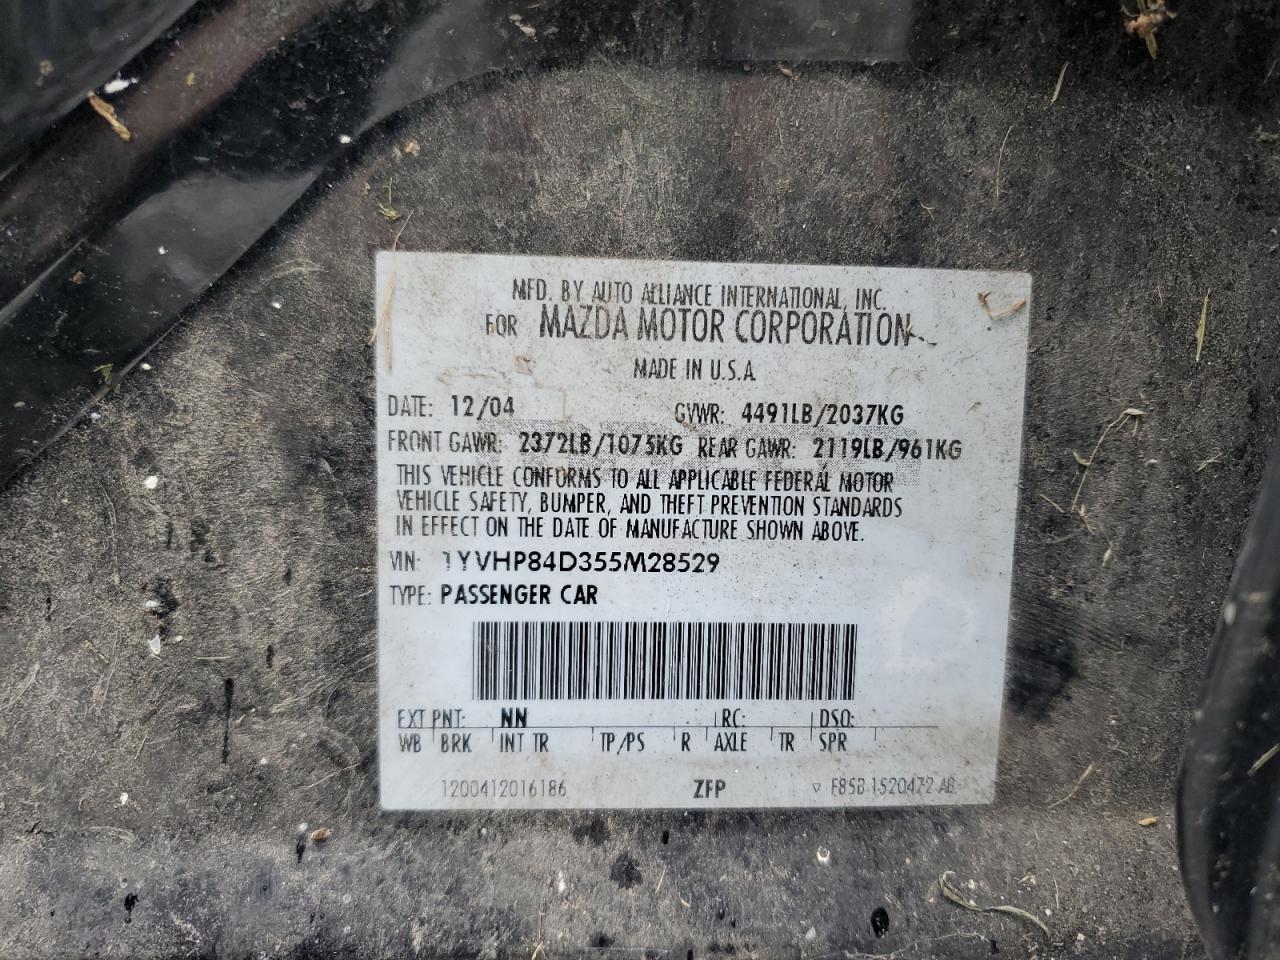 MFD. BY AUTO ALLIANCE INTERNATIONAL, INC.
FOR MAZDA MOTOR CORPORATION
MADE IN U.S.A
DATE: 12/04 GVWR: 4491LB/2037KG
FRONT GAWR: 2372LB/1075KG REAR GAWR: 2119LB/961KG
THIS VEHICLE CONFORMS TO ALL APPLICABLE FEDERAL MOTOR
VEHICLE SAFETY, BUMPER, AND THEFT PREVENTION STANDARDS
IN EFFECT ON THE DATE OF MANUFACTURE SHOWN ABOVE.
VIN: 1YVHP84D355M28529
TYPE: PASSENGER CAR
EXT PNT: NN RC: DSO:
WB BRK INT TR TP/PS R AXLE TR SPR
1200412016186 ZFP ▽ F85B 1520472 AB